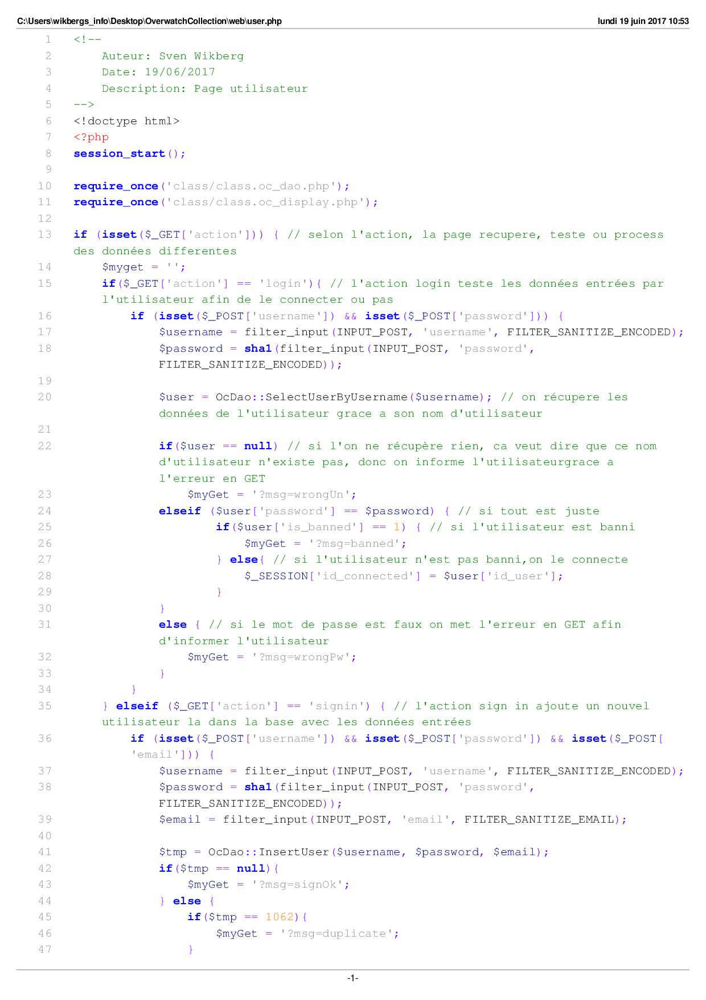 C:\Users\wikbergs_info\Desktop\OverwatchCollection\web\user.php lundi 19 juin 2017 10:53
1 <!--
2 Auteur: Sven Wikberg
3 Date: 19/06/2017
4 Description: Page utilisateur
5 -->
6 <!doctype html>
7 <?php
8 session_start();
9
10 require_once('class/class.oc_dao.php');
11 require_once('class/class.oc_display.php');
12
13 if (isset($_GET['action'])) { // selon l'action, la page recupere, teste ou process
des données differentes
14 $myget = '';
15 if($_GET['action'] == 'login'){ // l'action login teste les données entrées par
l'utilisateur afin de le connecter ou pas
16 if (isset($_POST['username']) && isset($_POST['password'])) {
17 $username = filter_input(INPUT_POST, 'username', FILTER_SANITIZE_ENCODED);
18 $password = sha1(filter_input(INPUT_POST, 'password',
FILTER_SANITIZE_ENCODED));
19
20 $user = OcDao::SelectUserByUsername($username); // on récupere les
données de l'utilisateur grace a son nom d'utilisateur
21
22 if($user == null) // si l'on ne récupère rien, ca veut dire que ce nom
d'utilisateur n'existe pas, donc on informe l'utilisateurgrace a
l'erreur en GET
23 $myGet = '?msg=wrongUn';
24 elseif ($user['password'] == $password) { // si tout est juste
25 if($user['is_banned'] == 1) { // si l'utilisateur est banni
26 $myGet = '?msg=banned';
27 } else{ // si l'utilisateur n'est pas banni,on le connecte
28 $_SESSION['id_connected'] = $user['id_user'];
29 }
30 }
31 else { // si le mot de passe est faux on met l'erreur en GET afin
d'informer l'utilisateur
32 $myGet = '?msg=wrongPw';
33 }
34 }
35 } elseif ($_GET['action'] == 'signin') { // l'action sign in ajoute un nouvel
utilisateur la dans la base avec les données entrées
36 if (isset($_POST['username']) && isset($_POST['password']) && isset($_POST[
'email'])) {
37 $username = filter_input(INPUT_POST, 'username', FILTER_SANITIZE_ENCODED);
38 $password = sha1(filter_input(INPUT_POST, 'password',
FILTER_SANITIZE_ENCODED));
39 $email = filter_input(INPUT_POST, 'email', FILTER_SANITIZE_EMAIL);
40
41 $tmp = OcDao::InsertUser($username, $password, $email);
42 if($tmp == null){
43 $myGet = '?msg=signOk';
44 } else {
45 if($tmp == 1062){
46 $myGet = '?msg=duplicate';
47 }
-1-